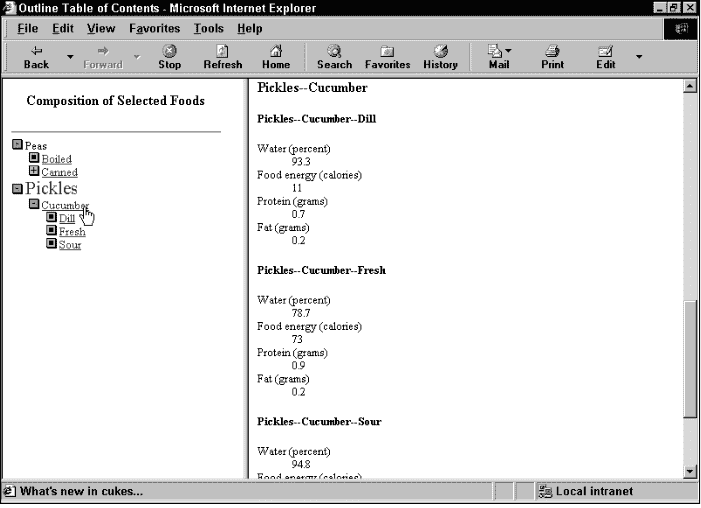 Outline Table of Contents - Microsoft Internet Explorer
File Edit View Favorites Tools Help
Back Forward Stop Refresh Home Search Favorites History Mail Print Edit
Composition of Selected Foods
Peas
Boiled
Canned
Pickles
Cucumber
Dill
Fresh
Sour
Pickles--Cucumber
Pickles--Cucumber--Dill
Water (percent)
93.3
Food energy (calories)
11
Protein (grams)
0.7
Fat (grams)
0.2
Pickles--Cucumber--Fresh
Water (percent)
78.7
Food energy (calories)
73
Protein (grams)
0.9
Fat (grams)
0.2
Pickles--Cucumber--Sour
Water (percent)
94.8
Food energy (calories)
What's new in cukes...
Local intranet